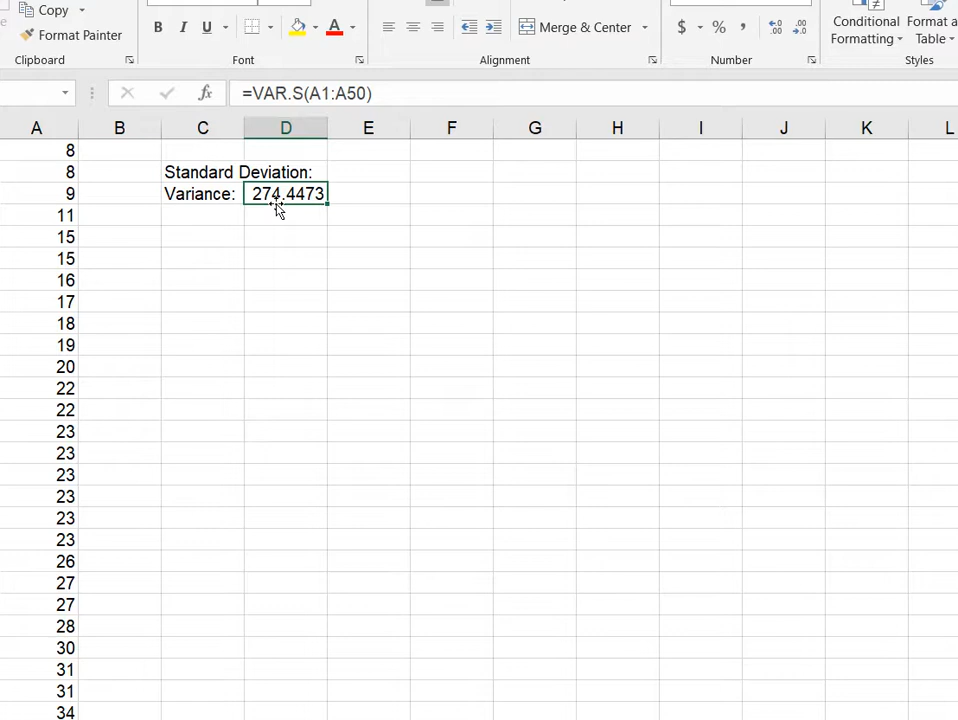 Copy
Format Painter
B I U A
Merge & Center
$ % ,
Conditional Formatting
Format a
Table
Clipboard
Font
Alignment
Number
Styles
fx =VAR.S(A1:A50)
A B C D E F G H I J K L
8
8 Standard Deviation:
9 Variance: 274.4473
11
15
15
16
17
18
19
20
22
22
23
23
23
23
23
23
26
27
27
28
30
31
31
34